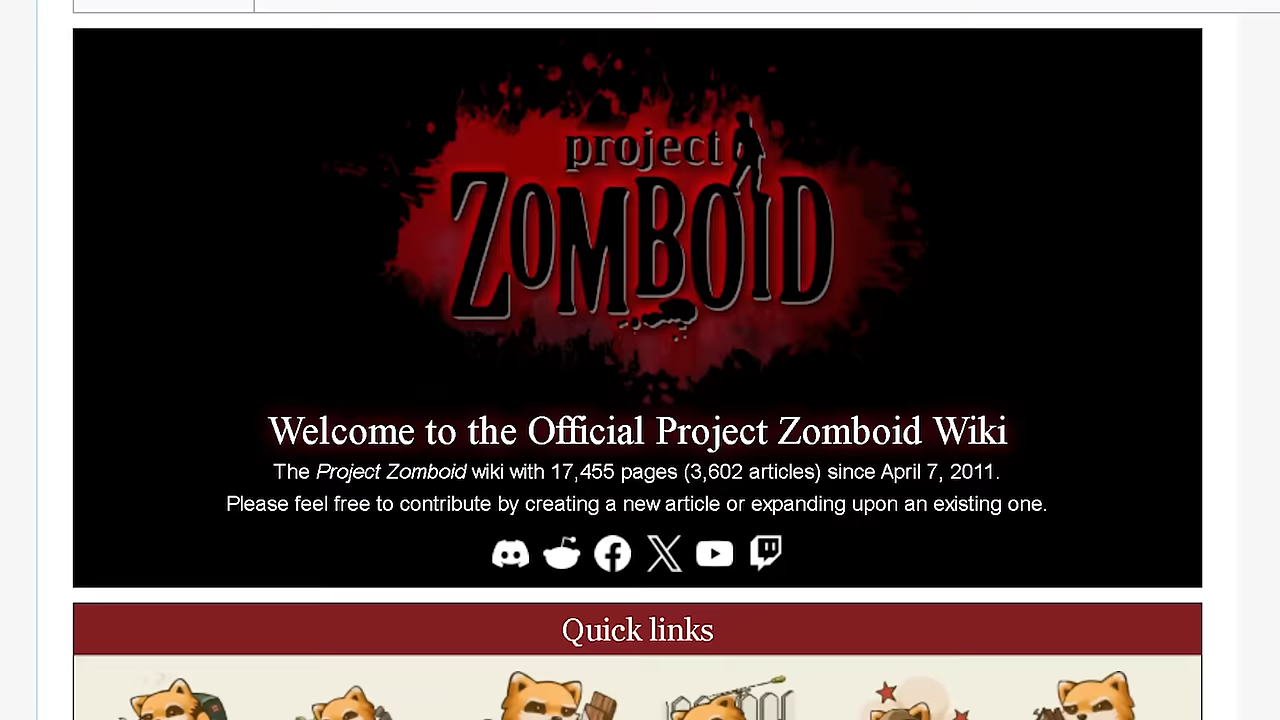 project
ZOMBOID
Welcome to the Official Project Zomboid Wiki
The Project Zomboid wiki with 17,455 pages (3,602 articles) since April 7, 2011.
Please feel free to contribute by creating a new article or expanding upon an existing one.
Quick links